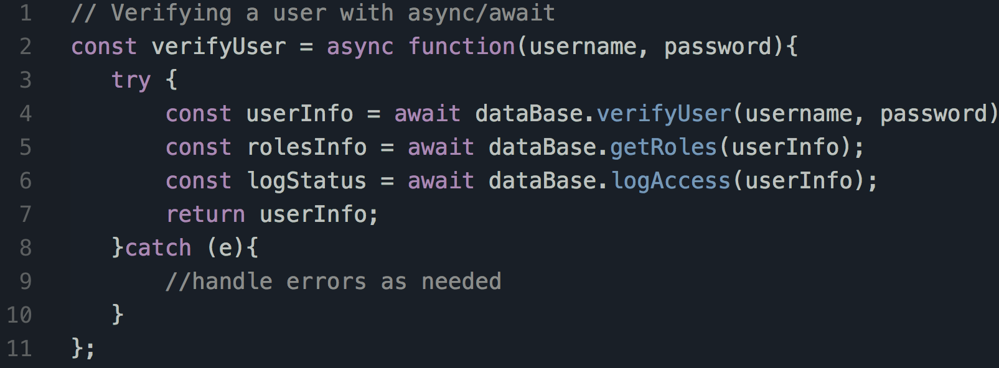 1 // Verifying a user with async/await
2 const verifyUser = async function(username, password){
3 try {
4 const userInfo = await dataBase.verifyUser(username, password)
5 const rolesInfo = await dataBase.getRoles(userInfo);
6 const logStatus = await dataBase.logAccess(userInfo);
7 return userInfo;
8 }catch (e){
9 //handle errors as needed
10 }
11 };